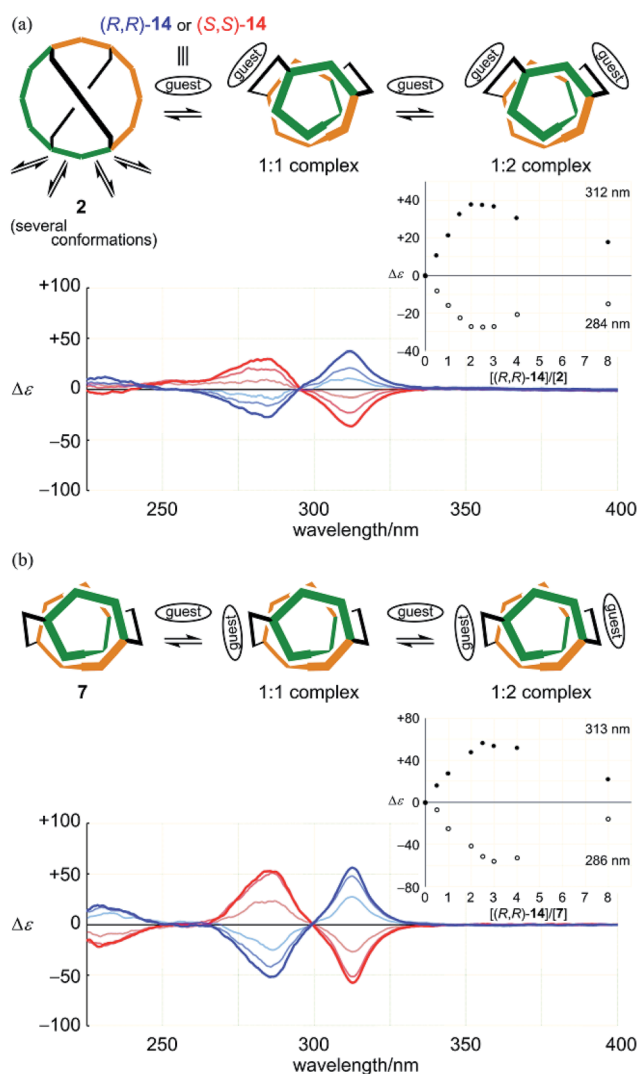 (a)
(R,R)-14 or (S,S)-14
guest
guest
guest
guest
guest
2
(several
conformations)
1:1 complex
1:2 complex
+40
+20
Δε 0
−20
−40
312 nm
284 nm
0 1 2 3 4 5 6 7 8
[(R,R)-14]/[2]
+100
+50
Δε 0
−50
−100
250 300 350 400
wavelength/nm
(b)
guest
guest
guest
guest
guest
7
1:1 complex
1:2 complex
+80
+40
Δε 0
−40
−80
313 nm
286 nm
0 1 2 3 4 5 6 7 8
[(R,R)-14]/[7]
+100
+50
Δε 0
−50
−100
250 300 350 400
wavelength/nm